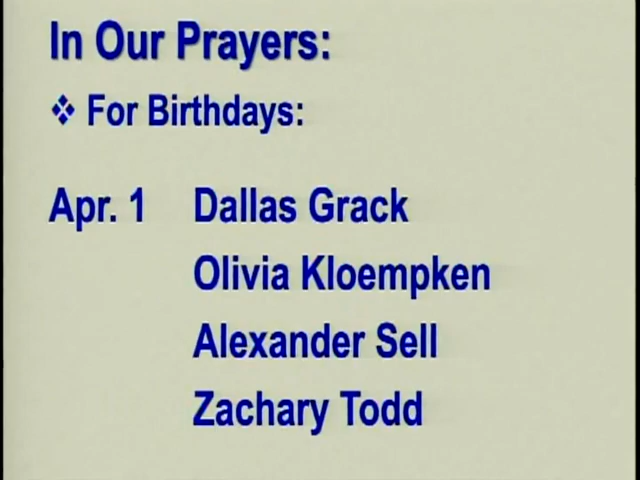 In Our Prayers:
❖ For Birthdays:
Apr. 1 Dallas Grack
Olivia Kloempken
Alexander Sell
Zachary Todd